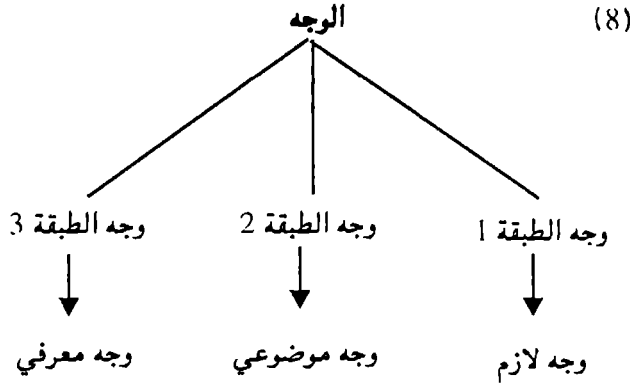 (8)
الوجه
وجه الطبقة 1 وجه الطبقة 2 وجه الطبقة 3
وجه لازم وجه موضوعي وجه معرفي